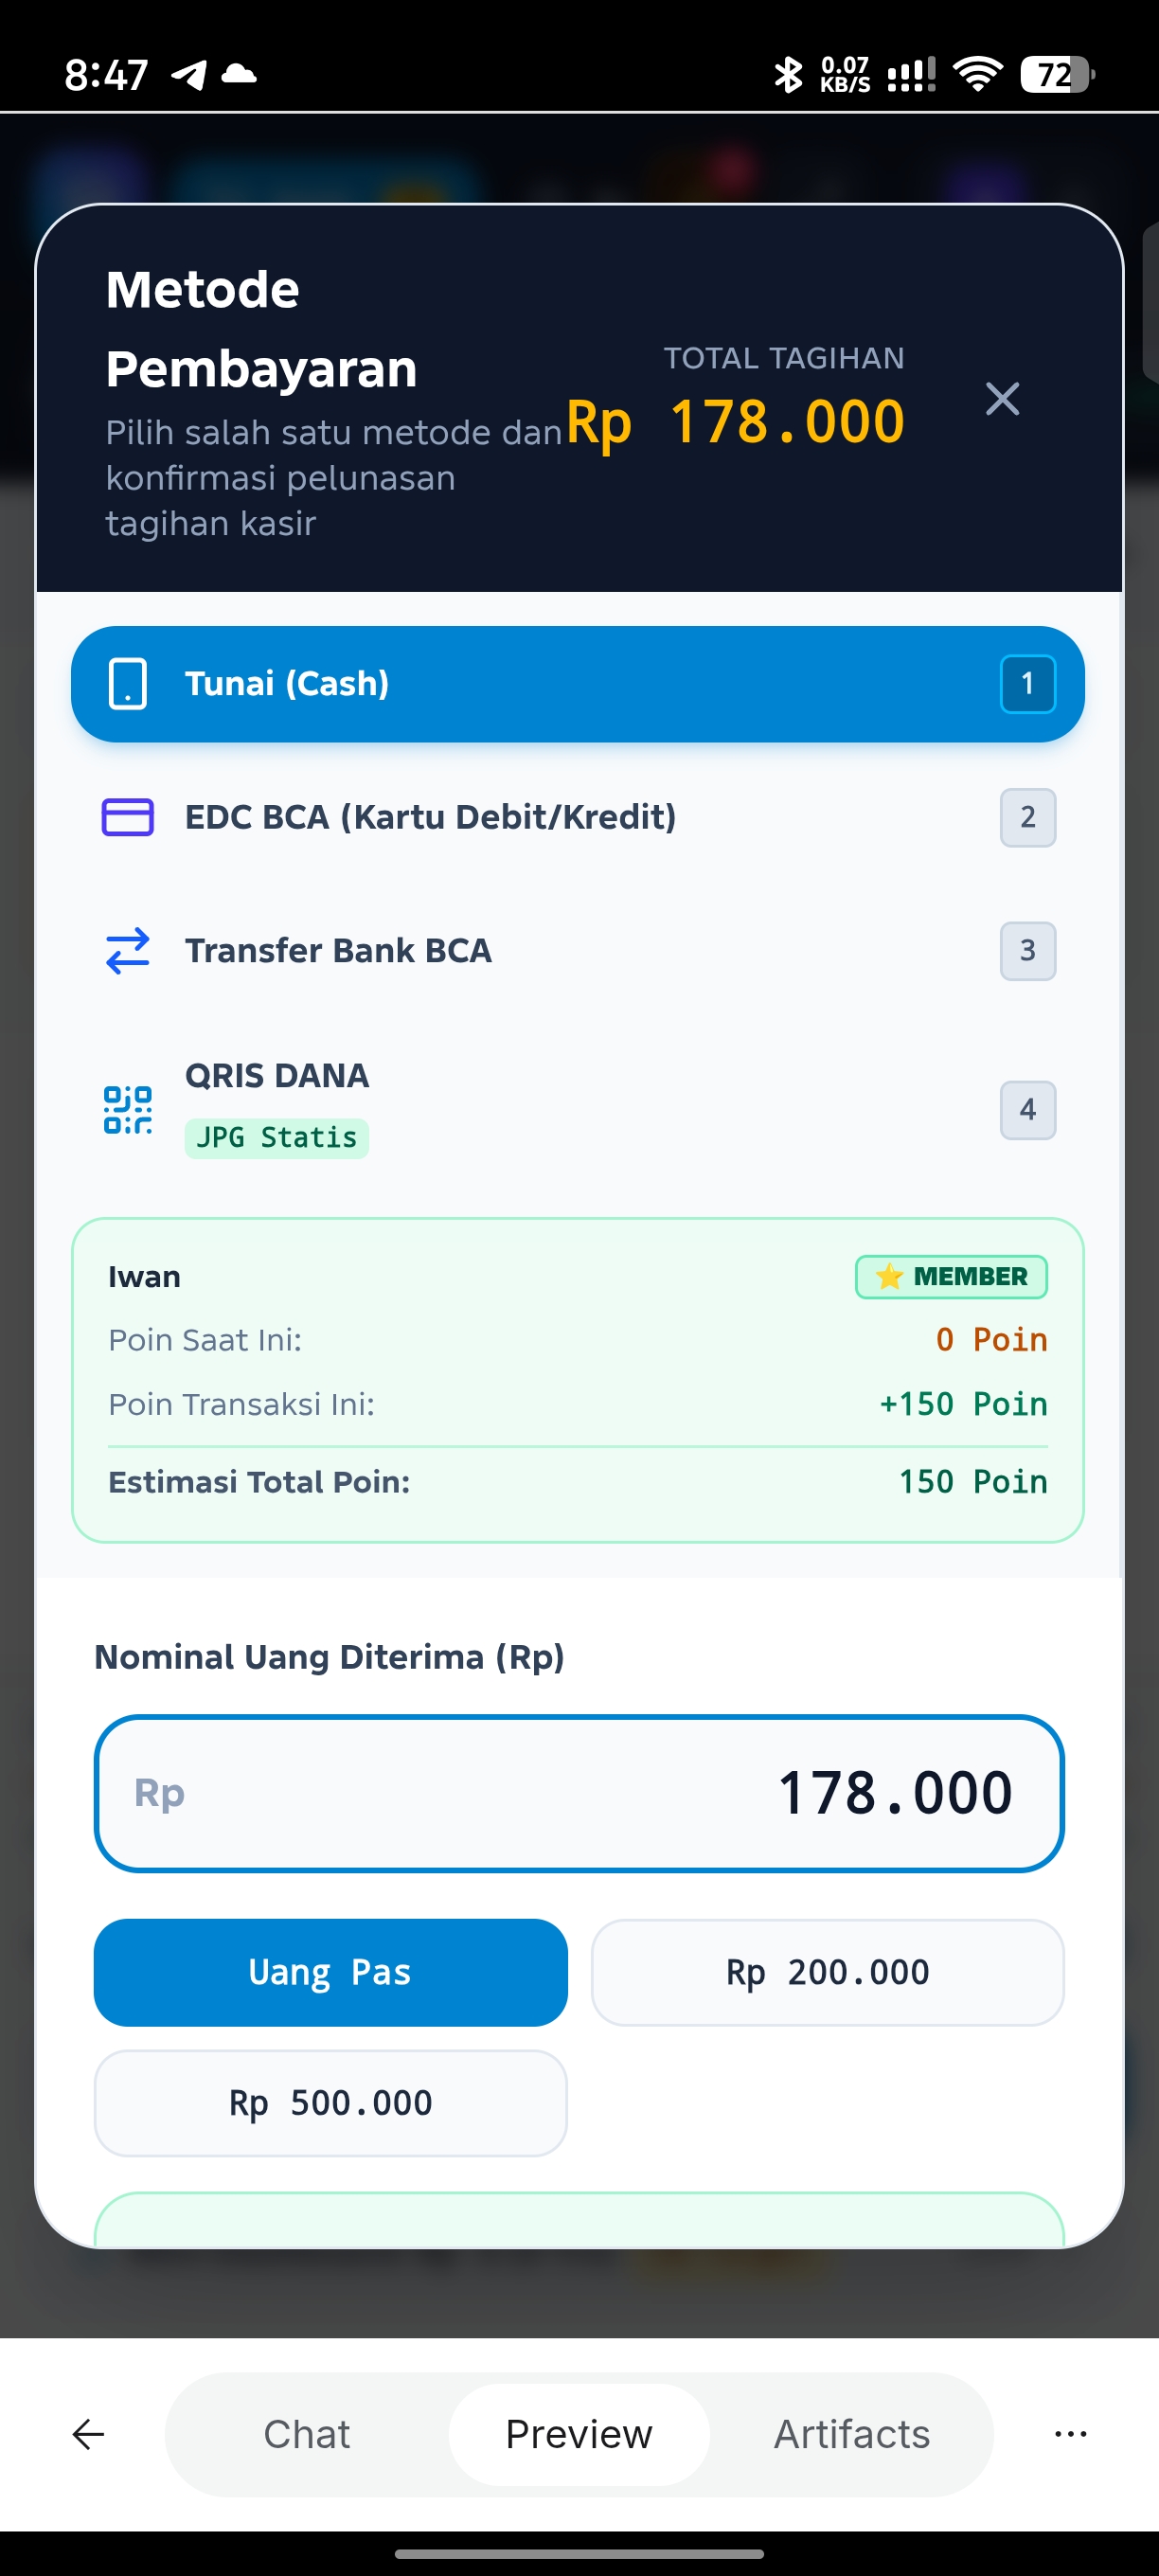 8:47
0.07
KB/S
72
Metode
Pembayaran
Pilih salah satu metode dan
konfirmasi pelunasan
tagihan kasir
TOTAL TAGIHAN
Rp 178.000
Tunai (Cash)
1
EDC BCA (Kartu Debit/Kredit)
2
Transfer Bank BCA
3
QRIS DANA
JPG Statis
4
Iwan
⭐ MEMBER
Poin Saat Ini:
0 Poin
Poin Transaksi Ini:
+150 Poin
Estimasi Total Poin:
150 Poin
Nominal Uang Diterima (Rp)
Rp
178.000
Uang Pas
Rp 200.000
Rp 500.000
Chat
Preview
Artifacts